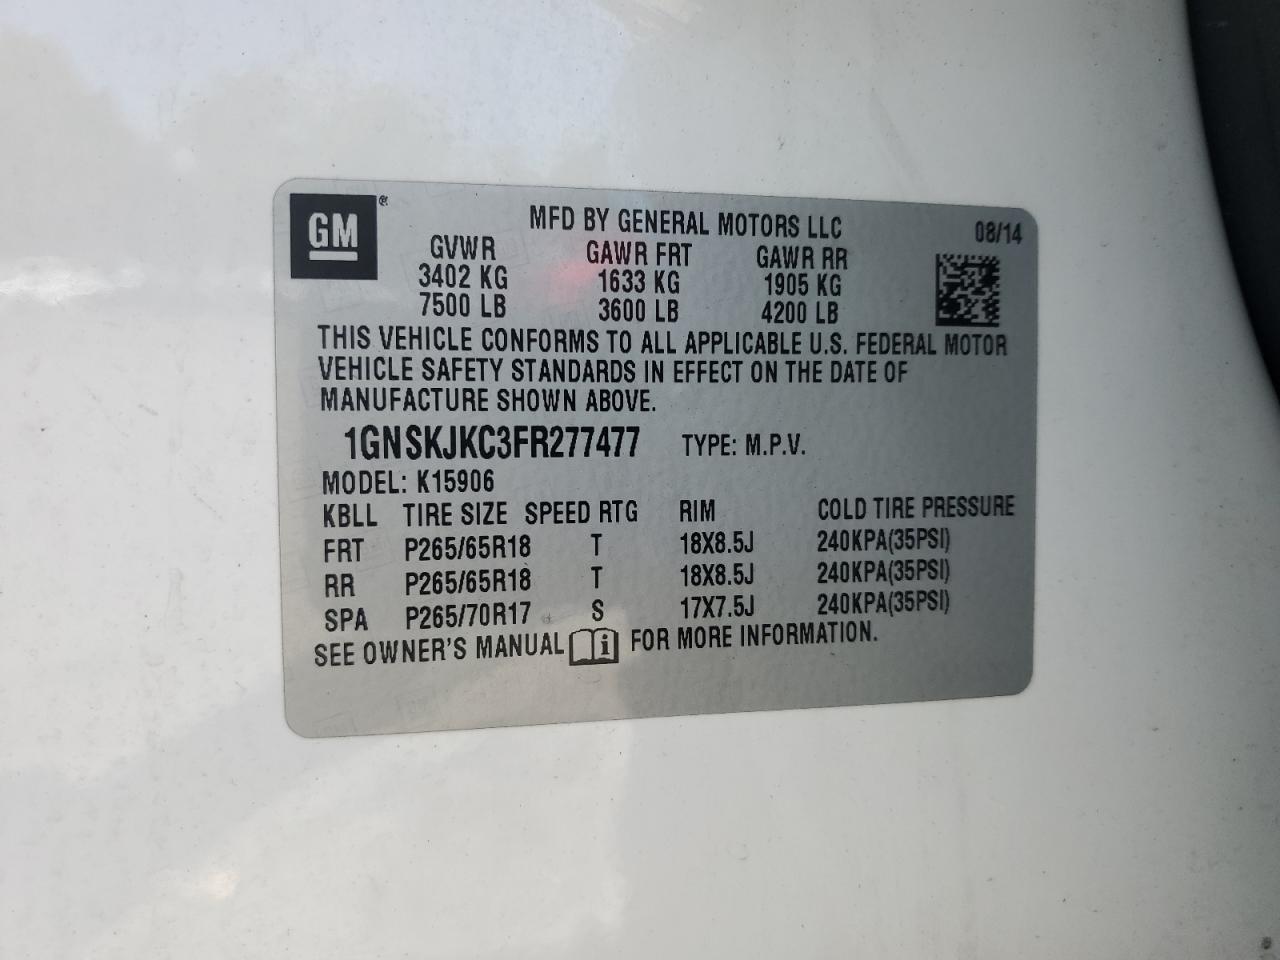 GM ®
MFD BY GENERAL MOTORS LLC 08/14
GVWR GAWR FRT GAWR RR
3402 KG 1633 KG 1905 KG
7500 LB 3600 LB 4200 LB
THIS VEHICLE CONFORMS TO ALL APPLICABLE U.S. FEDERAL MOTOR
VEHICLE SAFETY STANDARDS IN EFFECT ON THE DATE OF
MANUFACTURE SHOWN ABOVE.
1GNSKJKC3FR277477 TYPE: M.P.V.
MODEL: K15906
KBLL TIRE SIZE SPEED RTG RIM COLD TIRE PRESSURE
FRT P265/65R18 T 18X8.5J 240KPA(35PSI)
RR P265/65R18 T 18X8.5J 240KPA(35PSI)
SPA P265/70R17 S 17X7.5J 240KPA(35PSI)
SEE OWNER'S MANUAL i FOR MORE INFORMATION.